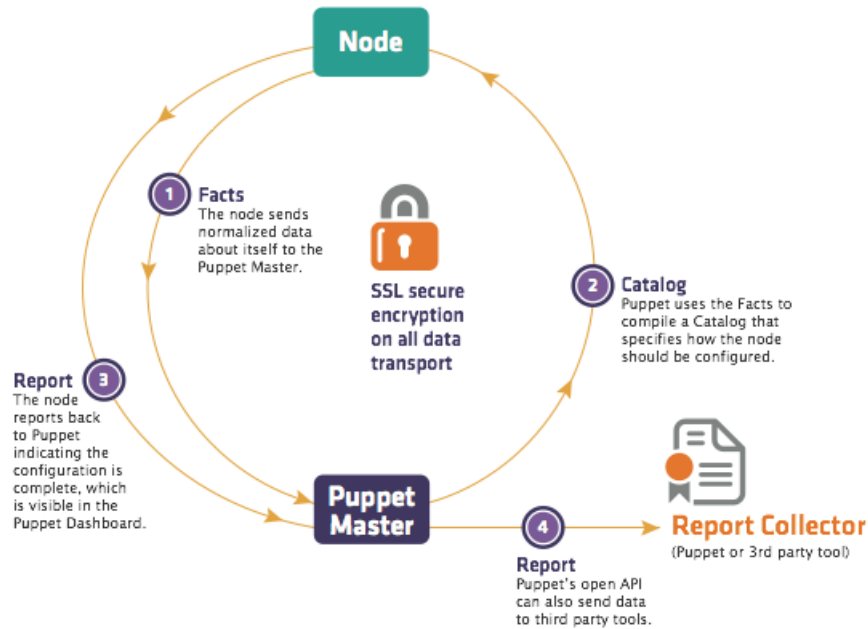 Node
1
Facts
The node sends
normalized data
about itself to the
Puppet Master.
SSL secure
encryption
on all data
transport
2
Catalog
Puppet uses the Facts to
compile a Catalog that
specifies how the node
should be configured.
Report
3
The node
reports back
to Puppet
indicating the
configuration is
complete, which
is visible in the
Puppet Dashboard.
Puppet
Master
4
Report
Puppet's open API
can also send data
to third party tools.
Report Collector
(Puppet or 3rd party tool)